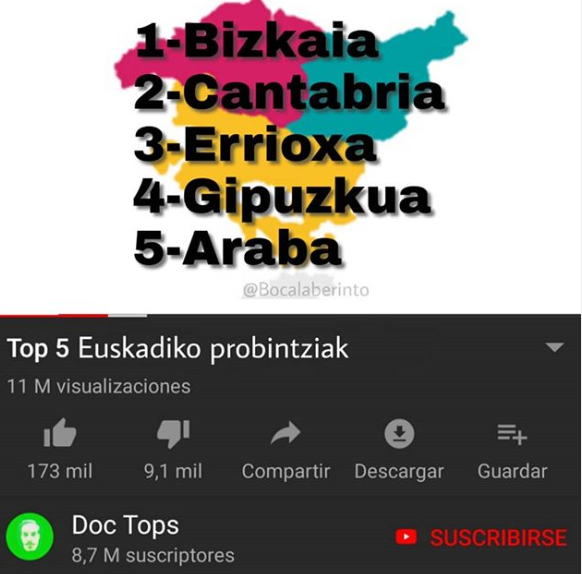 1-Bizkaia
2-Cantabria
3-Errioxa
4-Gipuzkua
5-Araba
@Bocalaberinto
Top 5 Euskadiko probintziak
11 M visualizaciones
173 mil
9,1 mil
Compartir
Descargar
Guardar
Doc Tops
SUSCRIBIRSE
8,7 M suscriptores